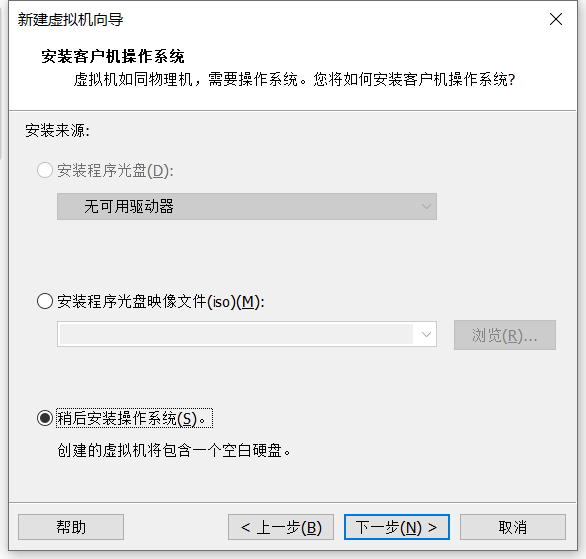 新建虚拟机向导
安装客户机操作系统
虚拟机如同物理机，需要操作系统。您将如何安装客户机操作系统?
安装来源:
安装程序光盘(D):
无可用驱动器
安装程序光盘映像文件(iso)(M):
浏览(R)...
稍后安装操作系统(S)。
创建的虚拟机将包含一个空白硬盘。
帮助
< 上一步(B)
下一步(N) >
取消